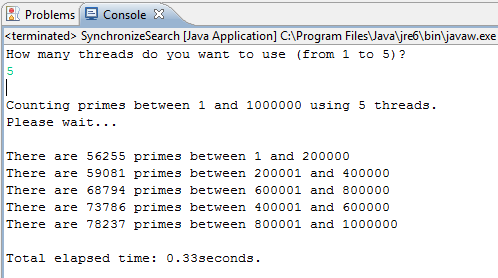 Problems Console
<terminated> SynchronizeSearch [Java Application] C:\Program Files\Java\jre6\bin\javaw.exe
How many threads do you want to use (from 1 to 5)?
5
Counting primes between 1 and 1000000 using 5 threads.
Please wait...
There are 56255 primes between 1 and 200000
There are 59081 primes between 200001 and 400000
There are 68794 primes between 600001 and 800000
There are 73786 primes between 400001 and 600000
There are 78237 primes between 800001 and 1000000
Total elapsed time: 0.33seconds.